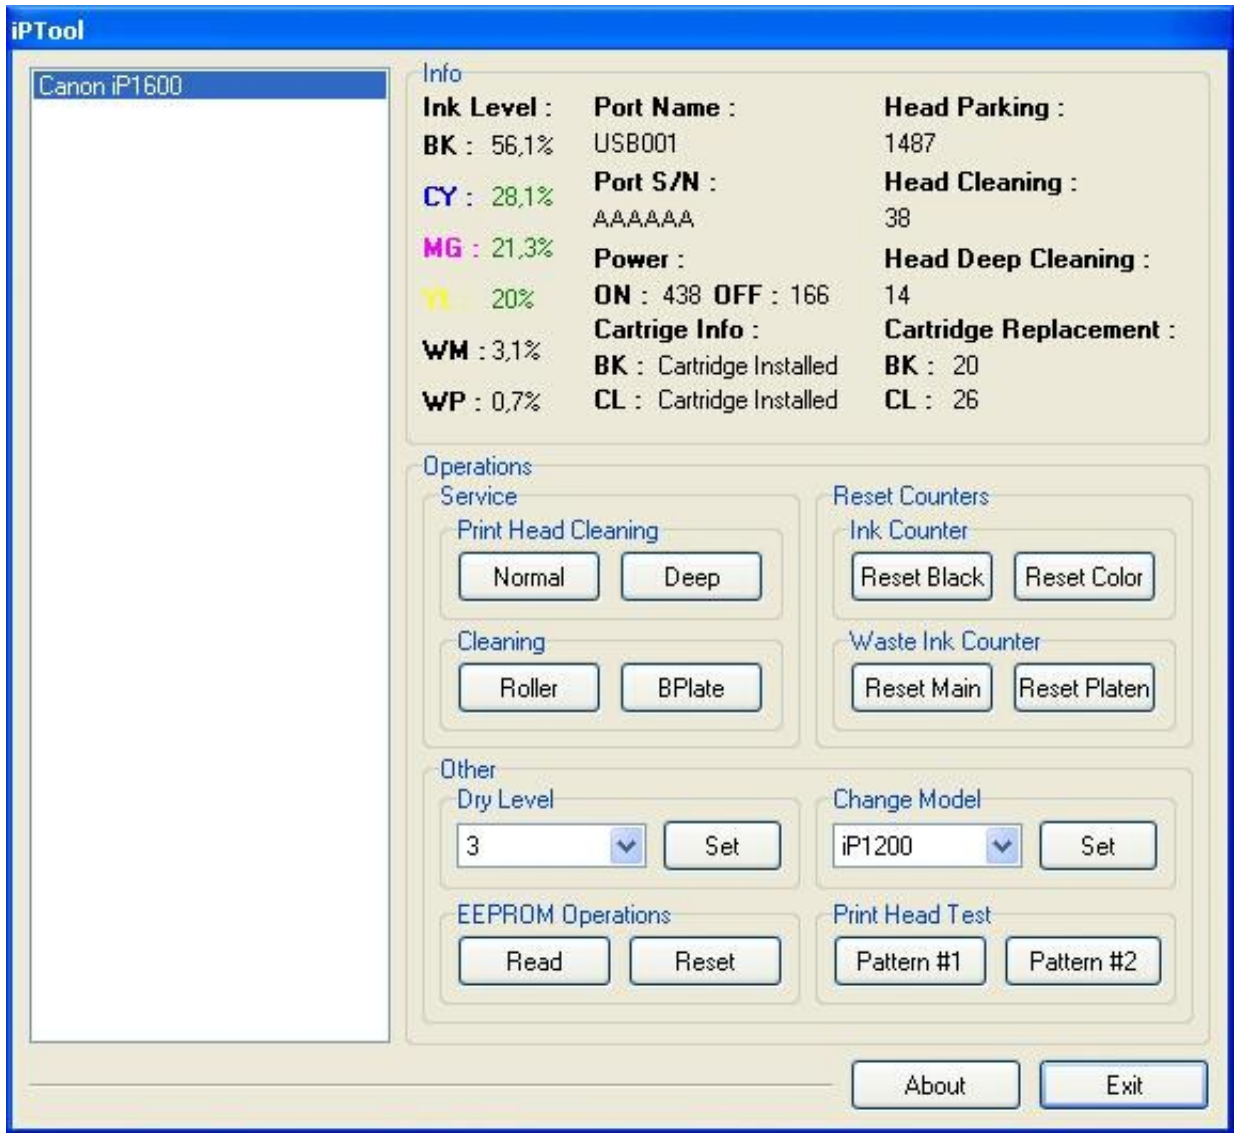 iPTool
Canon iP1600
Info
Ink Level :
BK : 56,1%
CY : 28,1%
MG : 21,3%
YL : 20%
WM : 3,1%
WP : 0,7%
Port Name :
USB001
Port S/N :
AAAAAA
Power :
ON : 438 OFF : 166
Cartrige Info :
BK : Cartridge Installed
CL : Cartridge Installed
Head Parking :
1487
Head Cleaning :
38
Head Deep Cleaning :
14
Cartridge Replacement :
BK : 20
CL : 26
Operations
Service
Print Head Cleaning
Normal Deep
Cleaning
Roller BPlate
Reset Counters
Ink Counter
Reset Black Reset Color
Waste Ink Counter
Reset Main Reset Platen
Other
Dry Level
3 Set
Change Model
iP1200 Set
EEPROM Operations
Read Reset
Print Head Test
Pattern #1 Pattern #2
About Exit